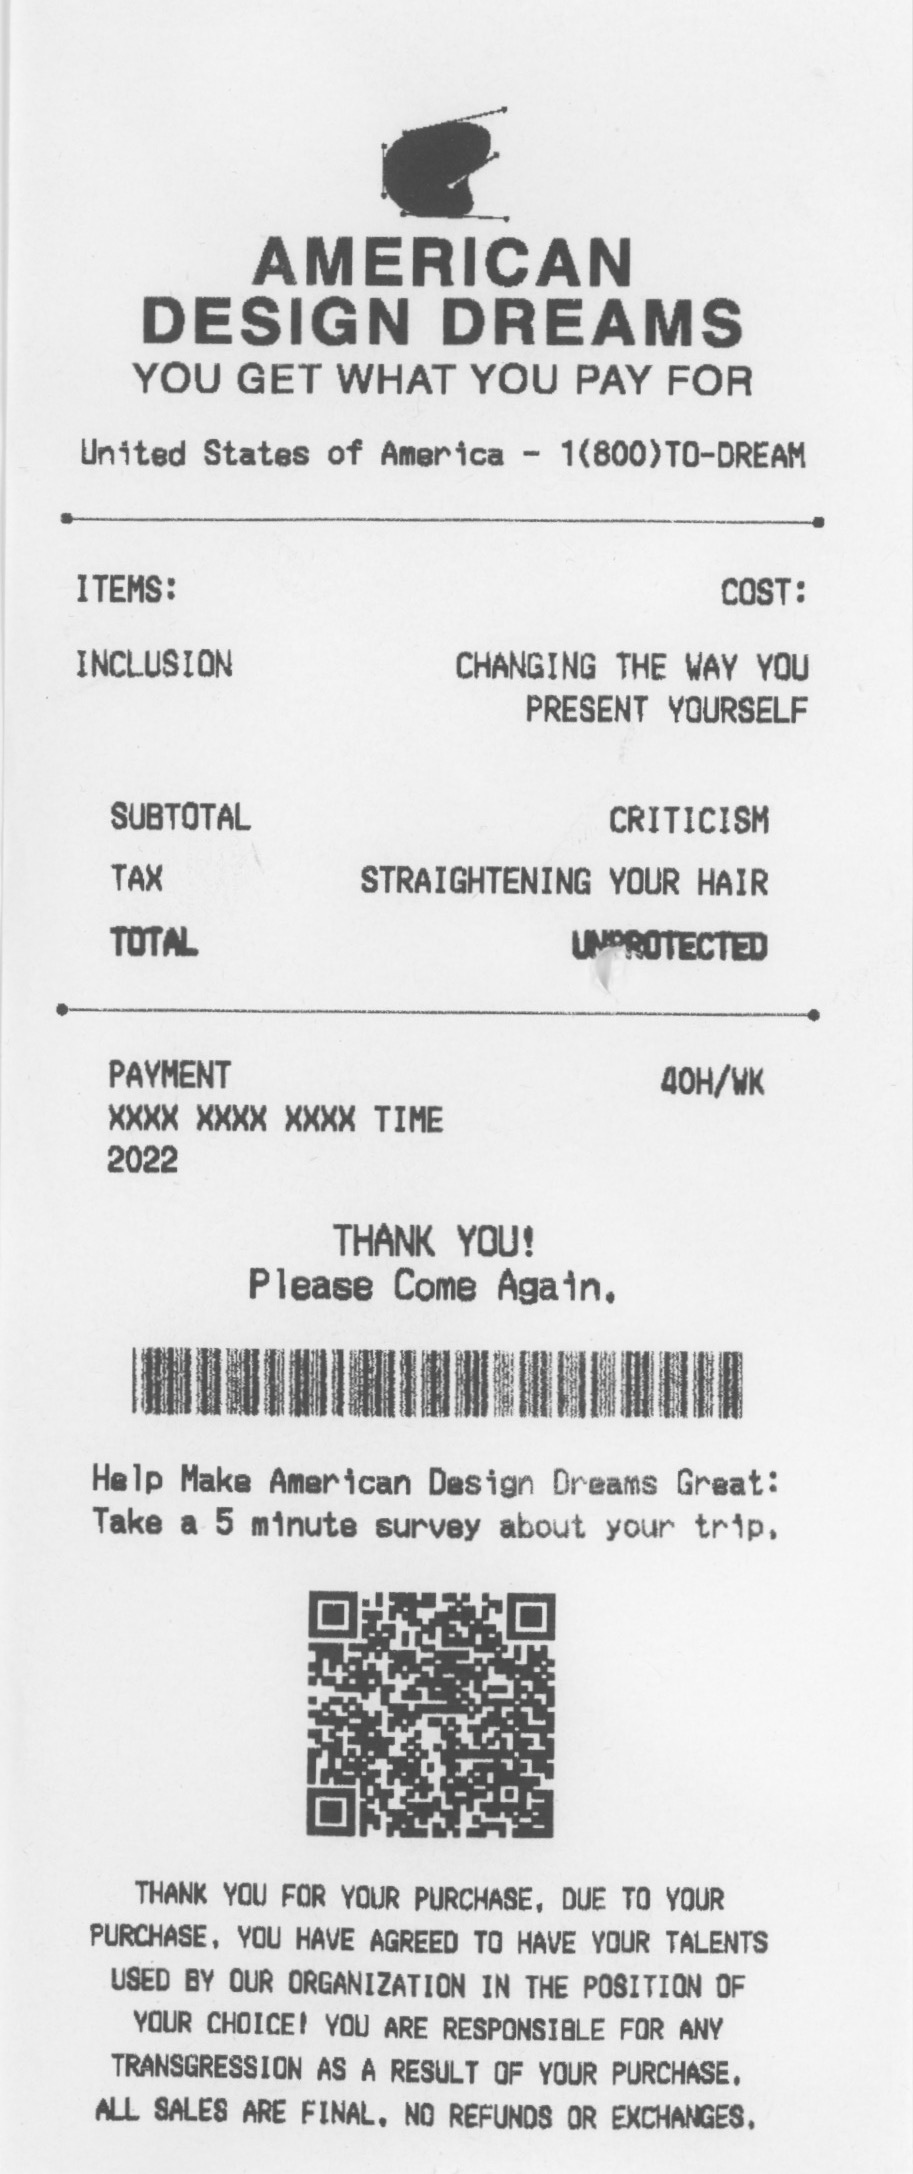 AMERICAN
DESIGN DREAMS
YOU GET WHAT YOU PAY FOR
United States of America - 1(800)TO-DREAM
ITEMS: COST:
INCLUSION CHANGING THE WAY YOU
PRESENT YOURSELF
SUBTOTAL CRITICISM
TAX STRAIGHTENING YOUR HAIR
TOTAL UNPROTECTED
PAYMENT 40H/WK
XXXX XXXX XXXX TIME
2022
THANK YOU!
Please Come Again.
Help Make American Design Dreams Great:
Take a 5 minute survey about your trip.
THANK YOU FOR YOUR PURCHASE. DUE TO YOUR
PURCHASE, YOU HAVE AGREED TO HAVE YOUR TALENTS
USED BY OUR ORGANIZATION IN THE POSITION OF
YOUR CHOICE! YOU ARE RESPONSIBLE FOR ANY
TRANSGRESSION AS A RESULT OF YOUR PURCHASE.
ALL SALES ARE FINAL. NO REFUNDS OR EXCHANGES.